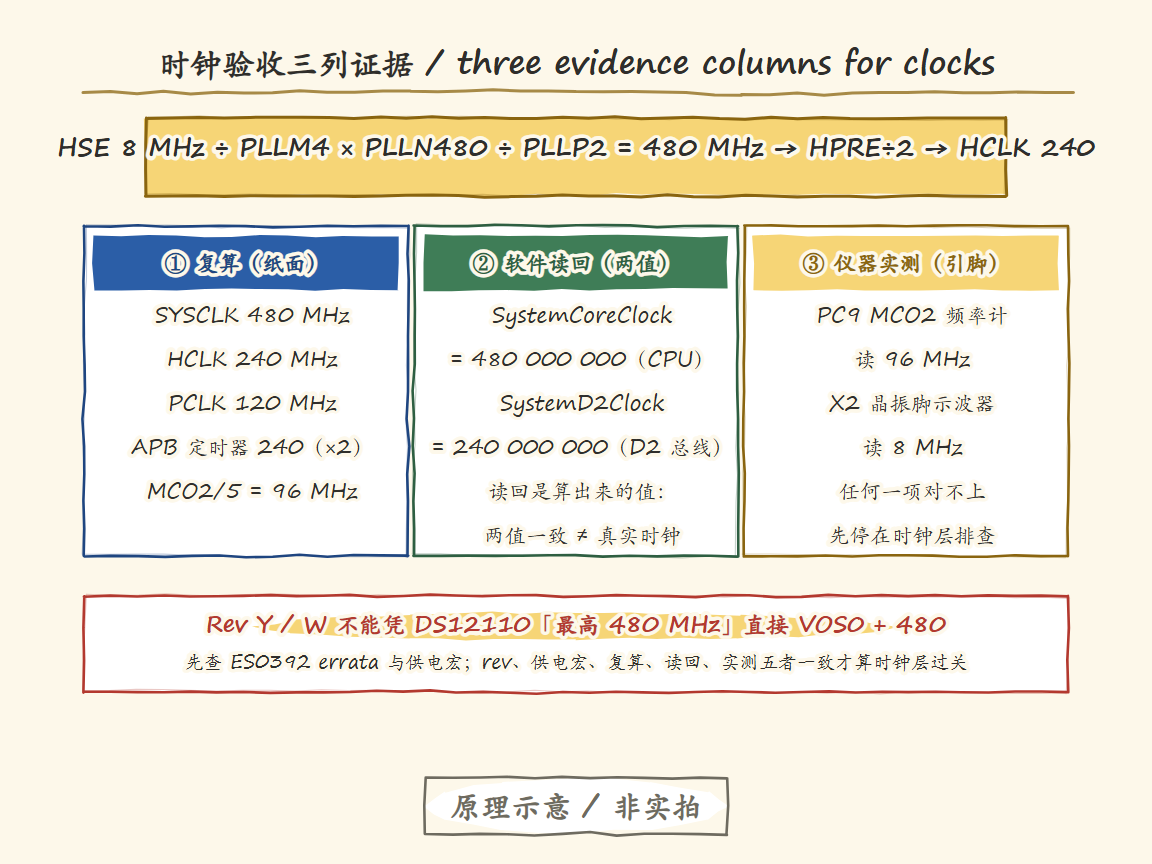 时钟验收三列证据 / three evidence columns for clocks
HSE 8 MHz ÷ PLLM4 × PLLN480 ÷ PLLP2 = 480 MHz → HPRE÷2 → HCLK 240
① 复算（纸面）
SYSCLK 480 MHz
HCLK 240 MHz
PCLK 120 MHz
APB 定时器 240（×2）
MCO2/5 = 96 MHz
② 软件读回（两值）
SystemCoreClock
= 480 000 000（CPU）
SystemD2Clock
= 240 000 000（D2 总线）
读回是算出来的值：
两值一致 ≠ 真实时钟
③ 仪器实测（引脚）
PC9 MCO2 频率计
读 96 MHz
X2 晶振脚示波器
读 8 MHz
任何一项对不上
先停在时钟层排查
Rev Y / W 不能凭 DS12110「最高 480 MHz」直接 VOS0 + 480
先查 ES0392 errata 与供电宏；rev、供电宏、复算、读回、实测五者一致才算时钟层过关
原理示意 / 非实拍